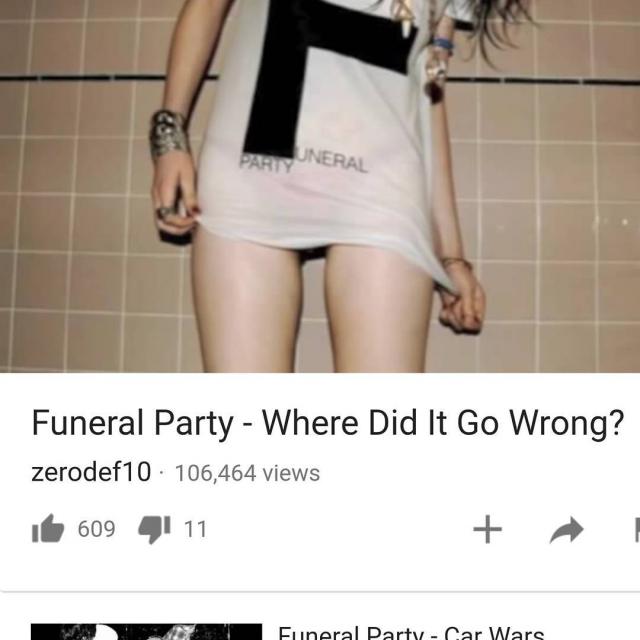 PARTY UNERAL
Funeral Party - Where Did It Go Wrong?
zerodef10 · 106,464 views
609 11
Funeral Party - Car Wars